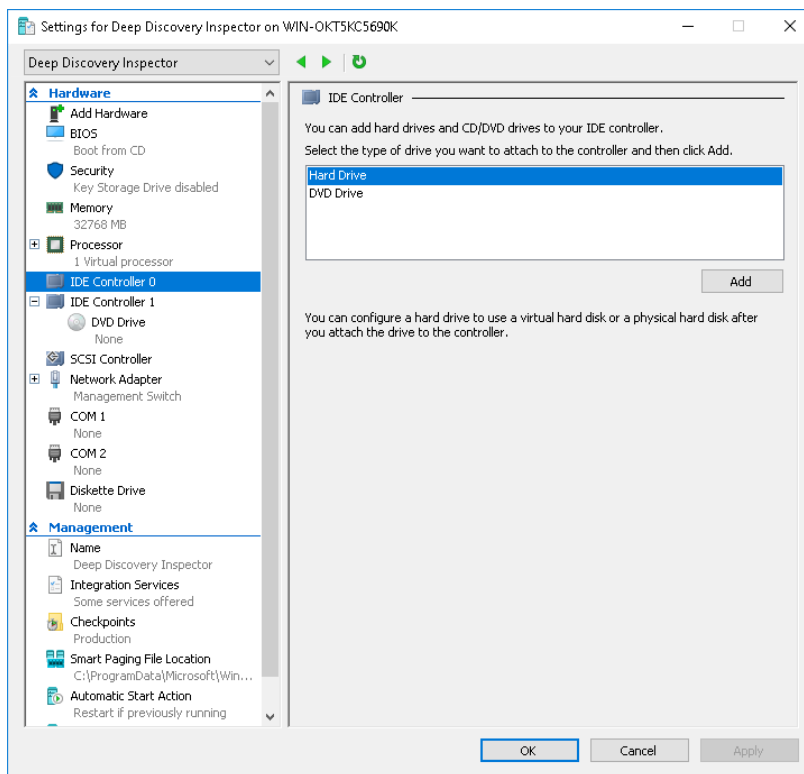 Settings for Deep Discovery Inspector on WIN-OKT5KC5690K
Deep Discovery Inspector
Hardware
Add Hardware
BIOS
Boot from CD
Security
Key Storage Drive disabled
Memory
32768 MB
Processor
1 Virtual processor
IDE Controller 0
IDE Controller 1
DVD Drive
None
SCSI Controller
Network Adapter
Management Switch
COM 1
None
COM 2
None
Diskette Drive
None
Management
Name
Deep Discovery Inspector
Integration Services
Some services offered
Checkpoints
Production
Smart Paging File Location
C:\ProgramData\Microsoft\Win...
Automatic Start Action
Restart if previously running
IDE Controller
You can add hard drives and CD/DVD drives to your IDE controller.
Select the type of drive you want to attach to the controller and then click Add.
Hard Drive
DVD Drive
Add
You can configure a hard drive to use a virtual hard disk or a physical hard disk after
you attach the drive to the controller.
OK
Cancel
Apply